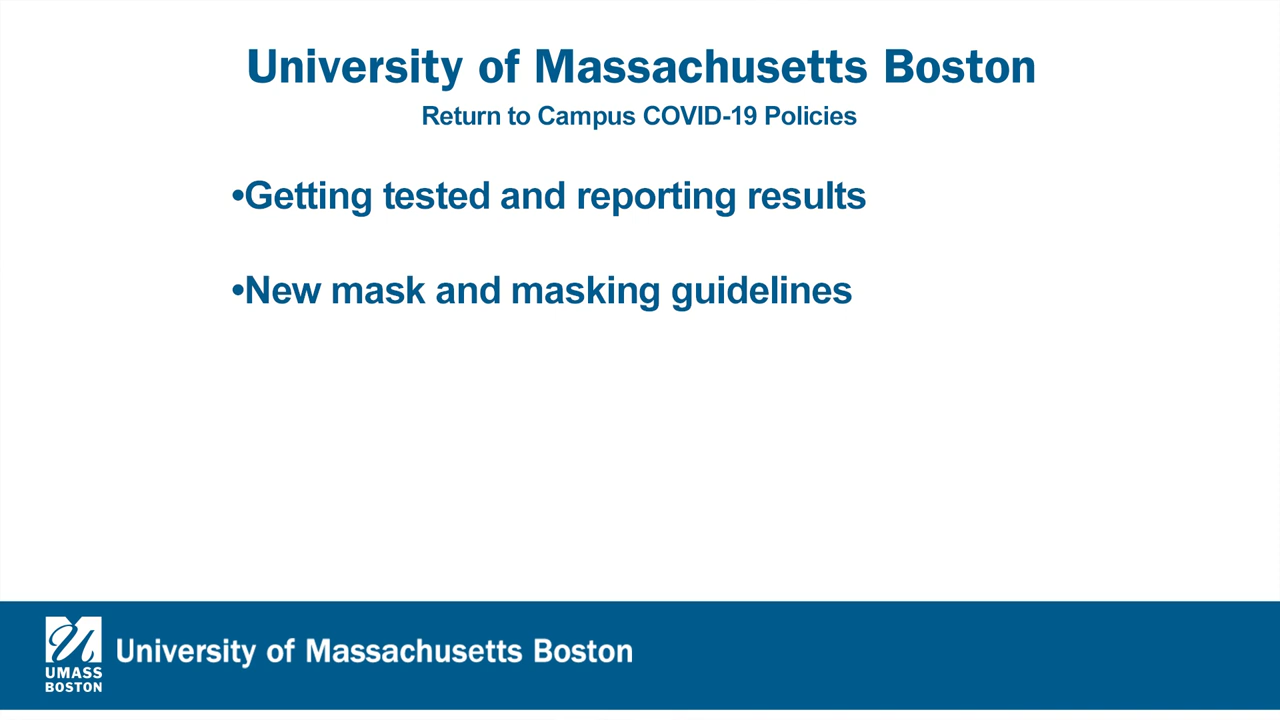 University of Massachusetts Boston
Return to Campus COVID-19 Policies
•Getting tested and reporting results
•New mask and masking guidelines
University of Massachusetts Boston
UMASS
BOSTON